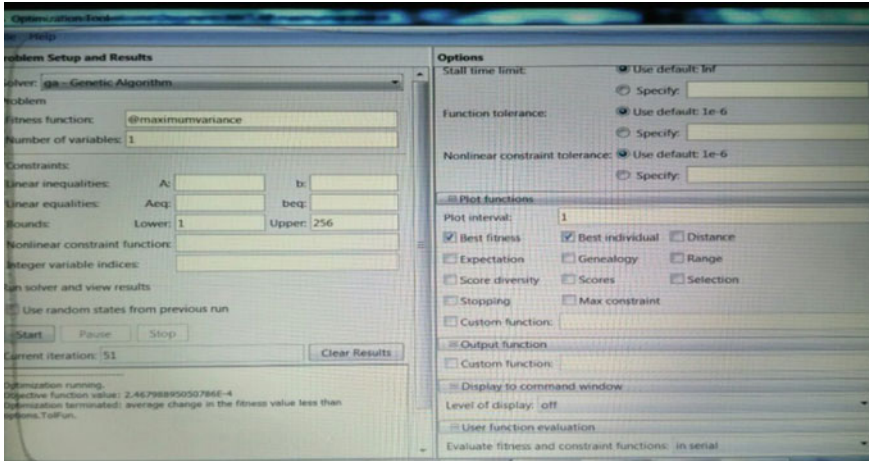 Optimization Tool
Help
Problem Setup and Results
Solver: ga - Genetic Algorithm
Problem
Fitness function: @maximumvariance
Number of variables: 1
Constraints:
Linear inequalities: A: b:
Linear equalities: Aeq: beq:
Bounds: Lower: 1 Upper: 256
Nonlinear constraint function:
Integer variable indices:
Run solver and view results
Use random states from previous run
Start Pause Stop
Current iteration: 51 Clear Results
Optimization running.
Objective function value: 2.46798895050786E-4
Optimization terminated: average change in the fitness value less than
options.TolFun.
Options
Stall time limit: Use default: Inf
Specify:
Function tolerance: Use default: 1e-6
Specify:
Nonlinear constraint tolerance: Use default: 1e-6
Specify:
Plot functions
Plot interval: 1
Best fitness Best individual Distance
Expectation Genealogy Range
Score diversity Scores Selection
Stopping Max constraint
Custom function:
Output function
Custom function:
Display to command window
Level of display: off
User function evaluation
Evaluate fitness and constraint functions: in serial